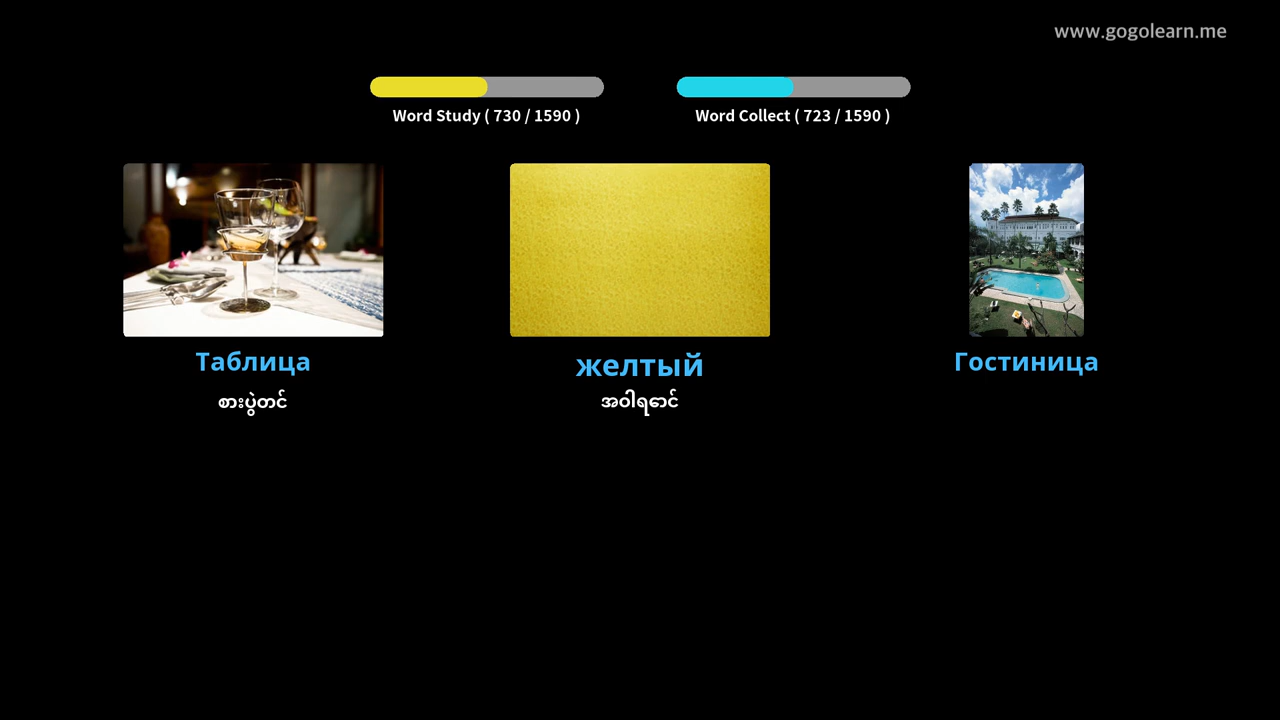 www.gogolearn.me
Word Study ( 730 / 1590 )
Word Collect ( 723 / 1590 )
Таблица
желтый
Гостиница
စားပွဲတင်
အဝါရောင်